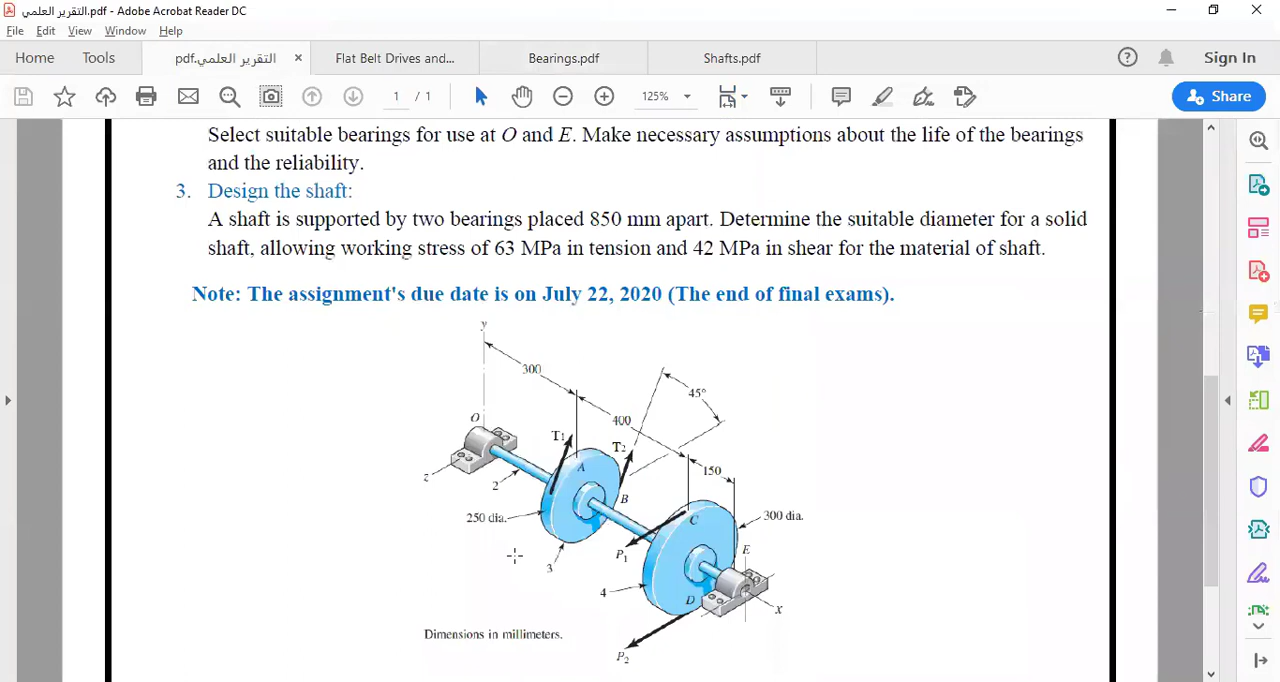 التقرير العلمي.pdf - Adobe Acrobat Reader DC
File Edit View Window Help
Home Tools التقرير العلمي.pdf × Flat Belt Drives and... Bearings.pdf Shafts.pdf ? Sign In
1 / 1 125% Share
Select suitable bearings for use at O and E. Make necessary assumptions about the life of the bearings
and the reliability.
3. Design the shaft:
A shaft is supported by two bearings placed 850 mm apart. Determine the suitable diameter for a solid
shaft, allowing working stress of 63 MPa in tension and 42 MPa in shear for the material of shaft.
Note: The assignment's due date is on July 22, 2020 (The end of final exams).
y
300
45°
O 400
T1 T2
A 150
z 2 B
250 dia. C 300 dia.
P1 E
3
4 D
x
Dimensions in millimeters.
P2